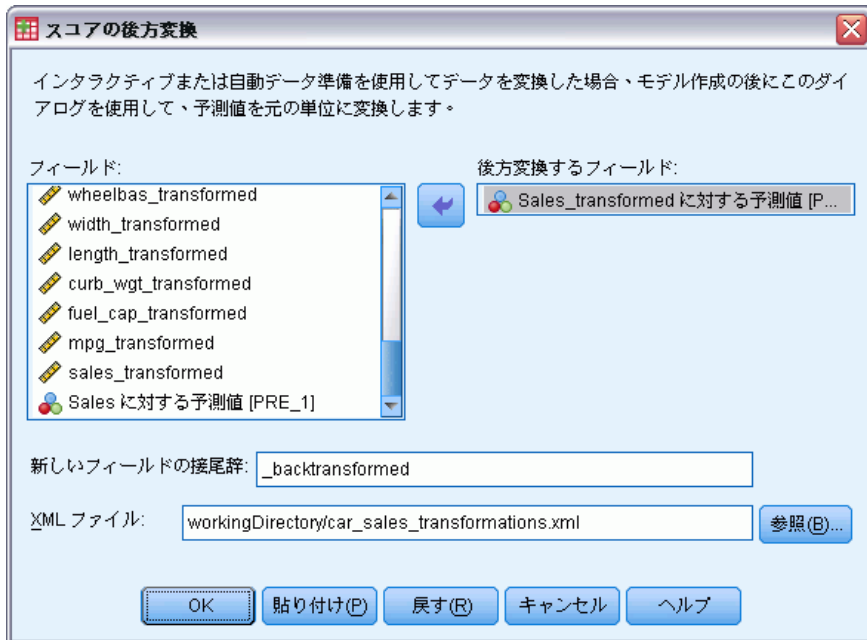 スコアの後方変換
インタラクティブまたは自動データ準備を使用してデータを変換した場合、モデル作成の後にこのダイ
アログを使用して、予測値を元の単位に変換します。
フィールド:
wheelbas_transformed
width_transformed
length_transformed
curb_wgt_transformed
fuel_cap_transformed
mpg_transformed
sales_transformed
Sales に対する予測値 [PRE_1]
後方変換するフィールド:
Sales_transformed に対する予測値 [P...
新しいフィールドの接尾辞: _backtransformed
XML ファイル: workingDirectory/car_sales_transformations.xml 参照(B)...
OK 貼り付け(P) 戻す(R) キャンセル ヘルプ